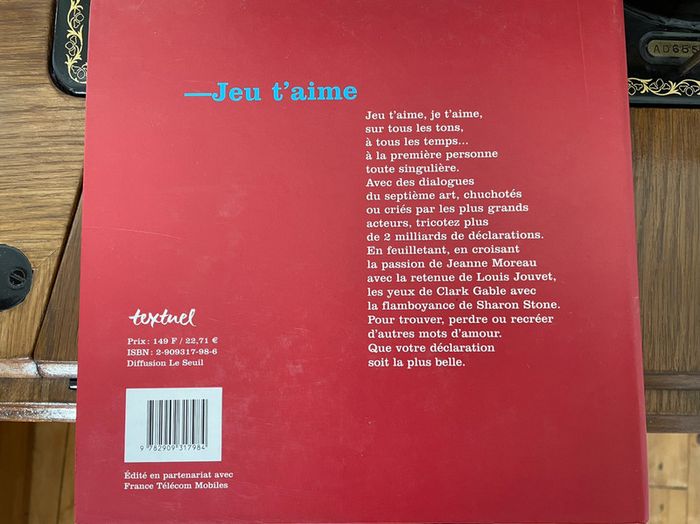 AD685
—Jeu t'aime
Jeu t'aime, je t'aime,
sur tous les tons,
à tous les temps...
à la première personne
toute singulière.
Avec des dialogues
du septième art, chuchotés
ou criés par les plus grands
acteurs, tricotez plus
de 2 milliards de déclarations.
En feuilletant, en croisant
la passion de Jeanne Moreau
avec la retenue de Louis Jouvet,
les yeux de Clark Gable avec
la flamboyance de Sharon Stone.
Pour trouver, perdre ou recréer
d'autres mots d'amour.
Que votre déclaration
soit la plus belle.
textuel
Prix : 149 F / 22,71 €
ISBN : 2-909317-98-6
Diffusion Le Seuil
9 782909 317984
Édité en partenariat avec
France Télécom Mobiles